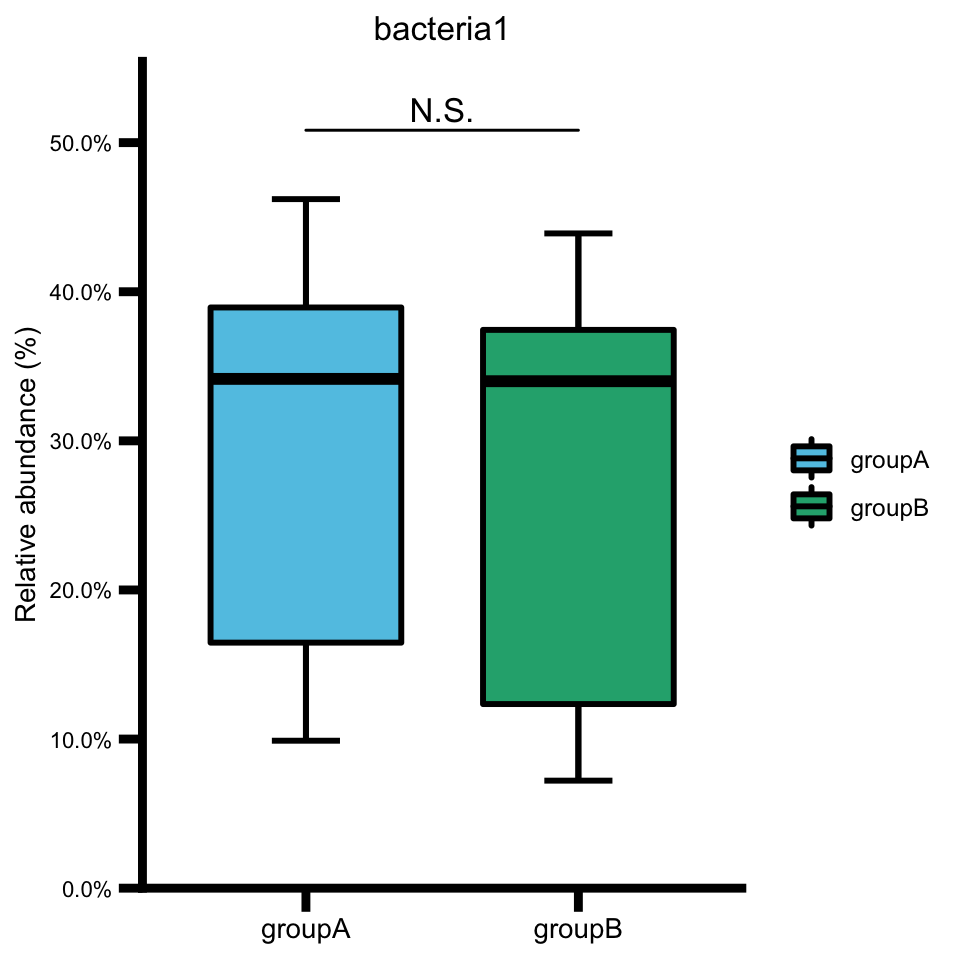 bacteria1
N.S.
50.0%
40.0%
30.0%
20.0%
10.0%
0.0%
Relative abundance (%)
groupA
groupB
groupA
groupB